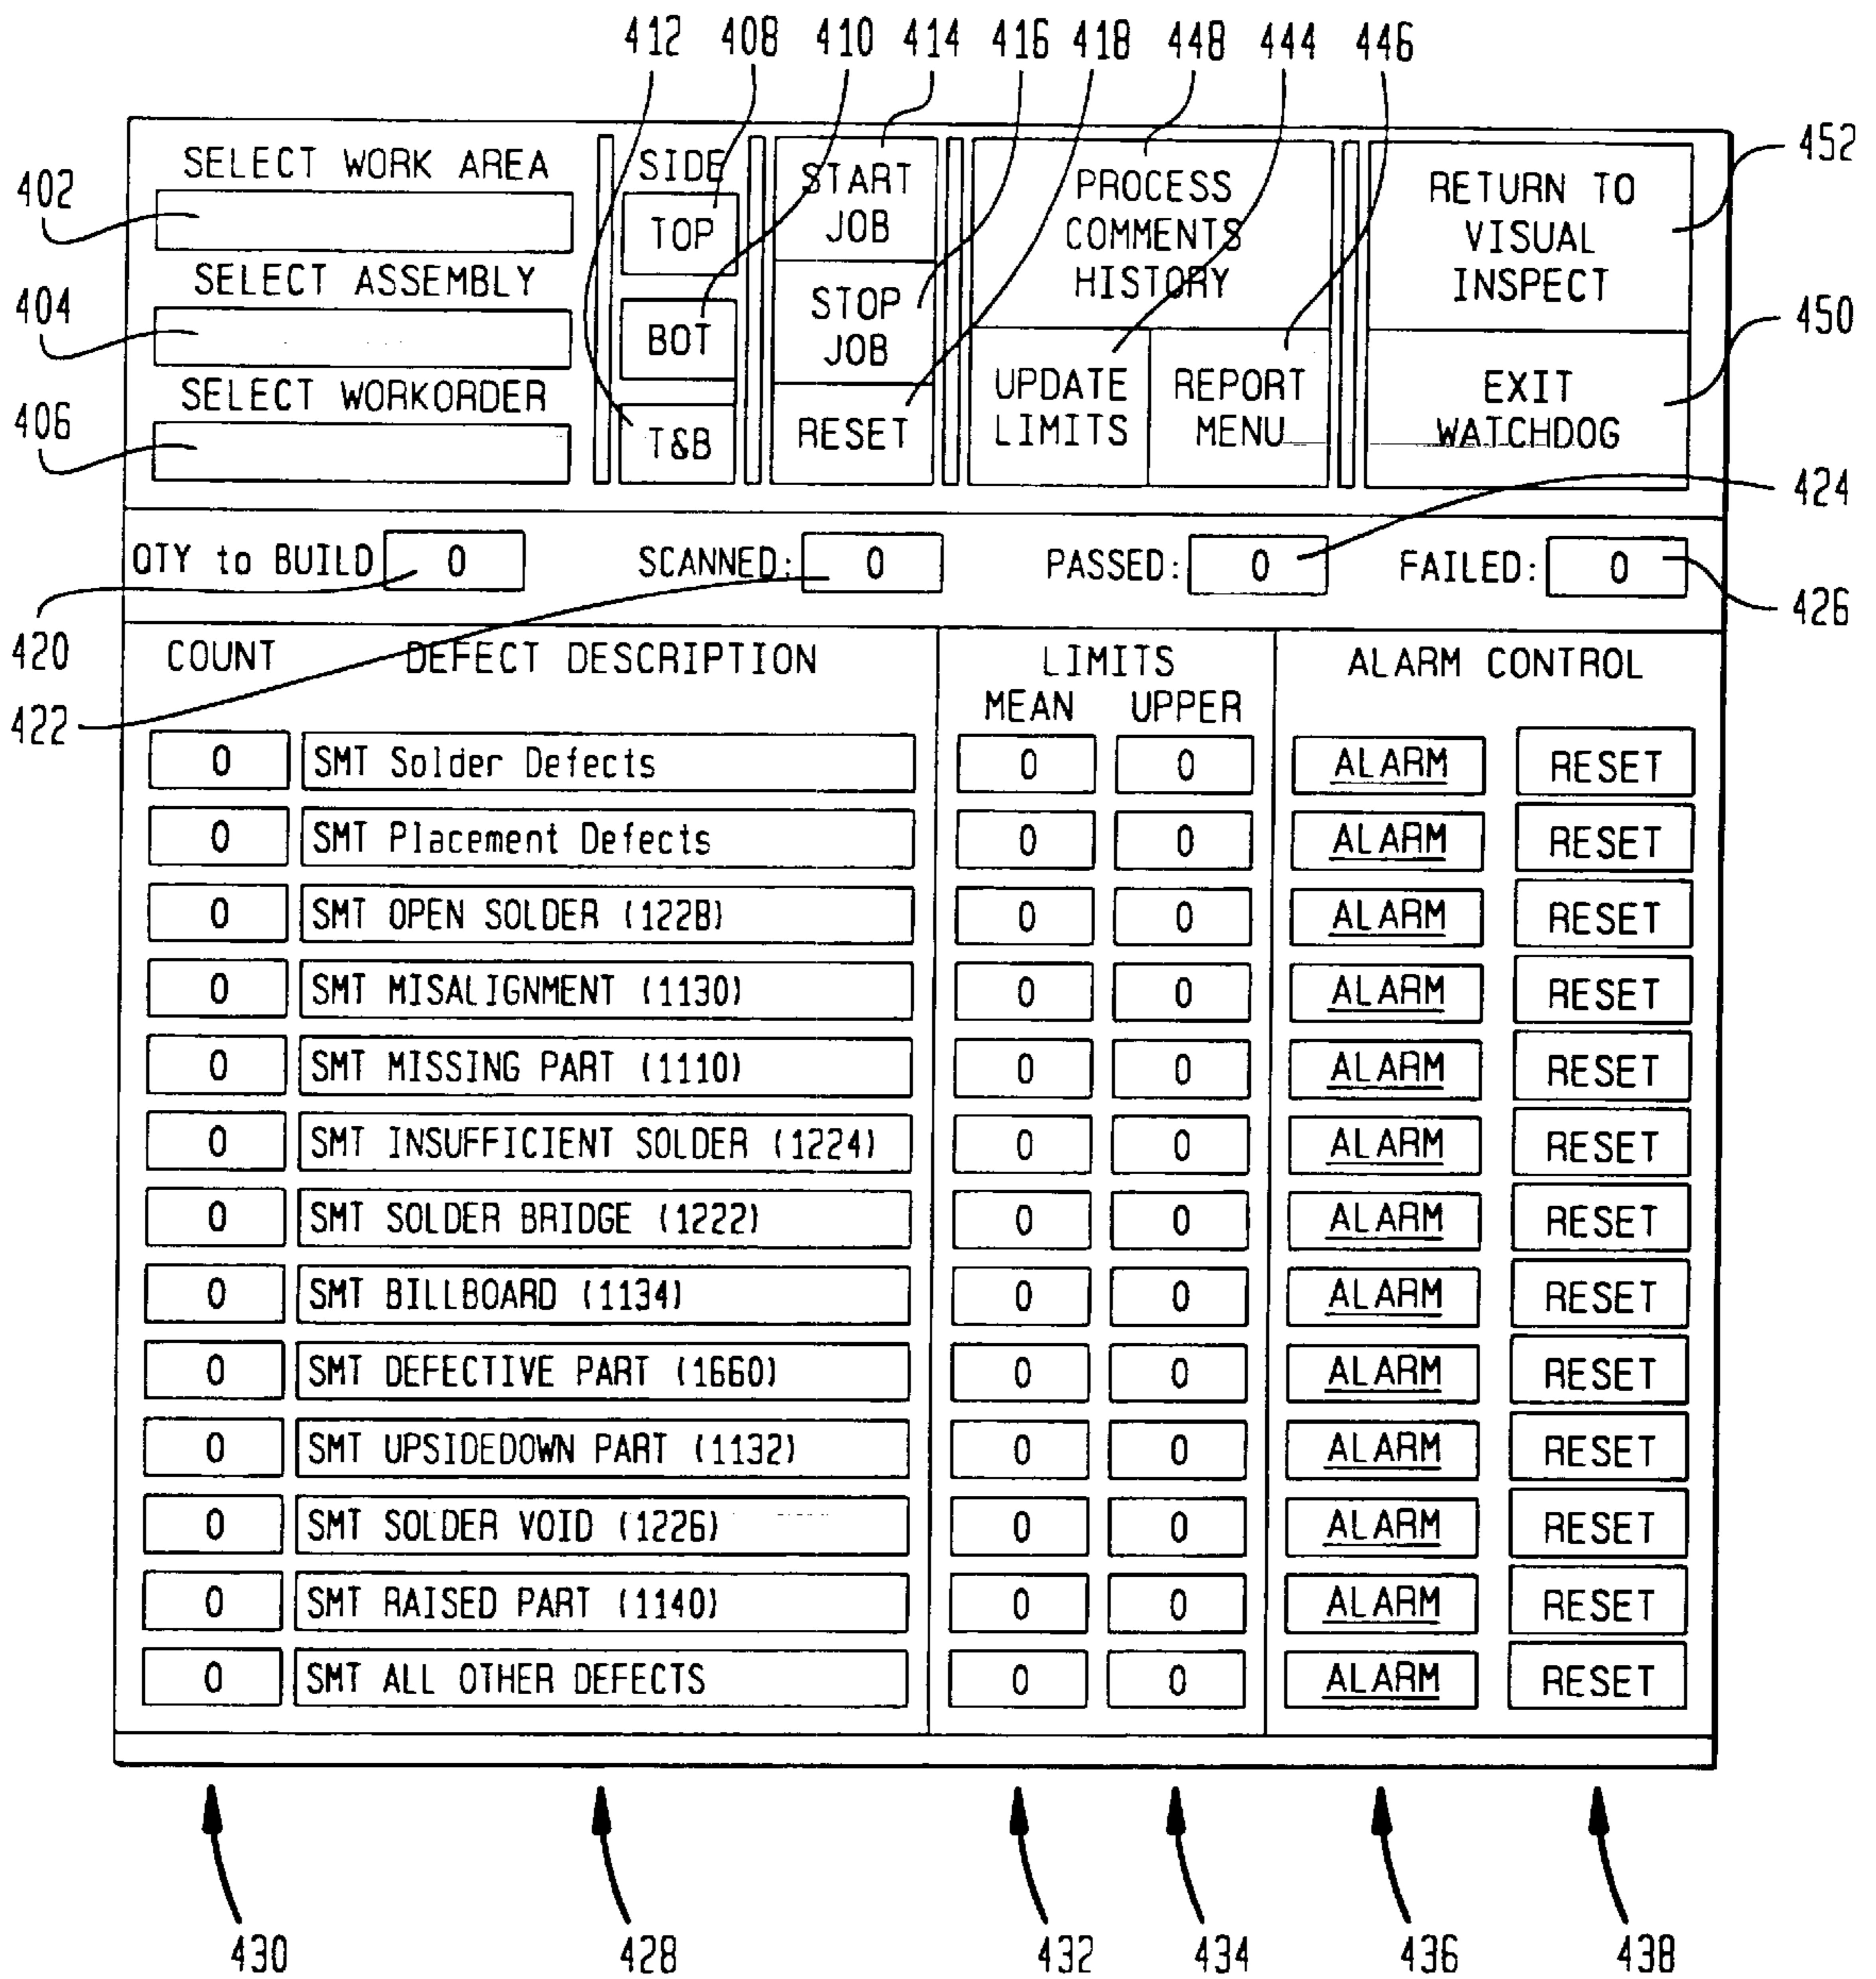 412 408 410 414 416 418 448 444 446
SELECT WORK AREA
402
SELECT ASSEMBLY
404
SELECT WORKORDER
406
SIDE
TOP
BOT
T&B
START
JOB
STOP
JOB
RESET
PROCESS
COMMENTS
HISTORY
UPDATE
LIMITS
REPORT
MENU
RETURN TO
VISUAL
INSPECT
EXIT
WATCHDOG
452
450
424
QTY to BUILD 0 SCANNED: 0 PASSED: 0 FAILED: 0
426
420
422
COUNT DEFECT DESCRIPTION LIMITS ALARM CONTROL
MEAN UPPER
0 SMT Solder Defects 0 0 ALARM RESET
0 SMT Placement Defects 0 0 ALARM RESET
0 SMT OPEN SOLDER (1228) 0 0 ALARM RESET
0 SMT MISALIGNMENT (1130) 0 0 ALARM RESET
0 SMT MISSING PART (1110) 0 0 ALARM RESET
0 SMT INSUFFICIENT SOLDER (1224) 0 0 ALARM RESET
0 SMT SOLDER BRIDGE (1222) 0 0 ALARM RESET
0 SMT BILLBOARD (1134) 0 0 ALARM RESET
0 SMT DEFECTIVE PART (1660) 0 0 ALARM RESET
0 SMT UPSIDEDOWN PART (1132) 0 0 ALARM RESET
0 SMT SOLDER VOID (1226) 0 0 ALARM RESET
0 SMT RAISED PART (1140) 0 0 ALARM RESET
0 SMT ALL OTHER DEFECTS 0 0 ALARM RESET
430 428 432 434 436 438